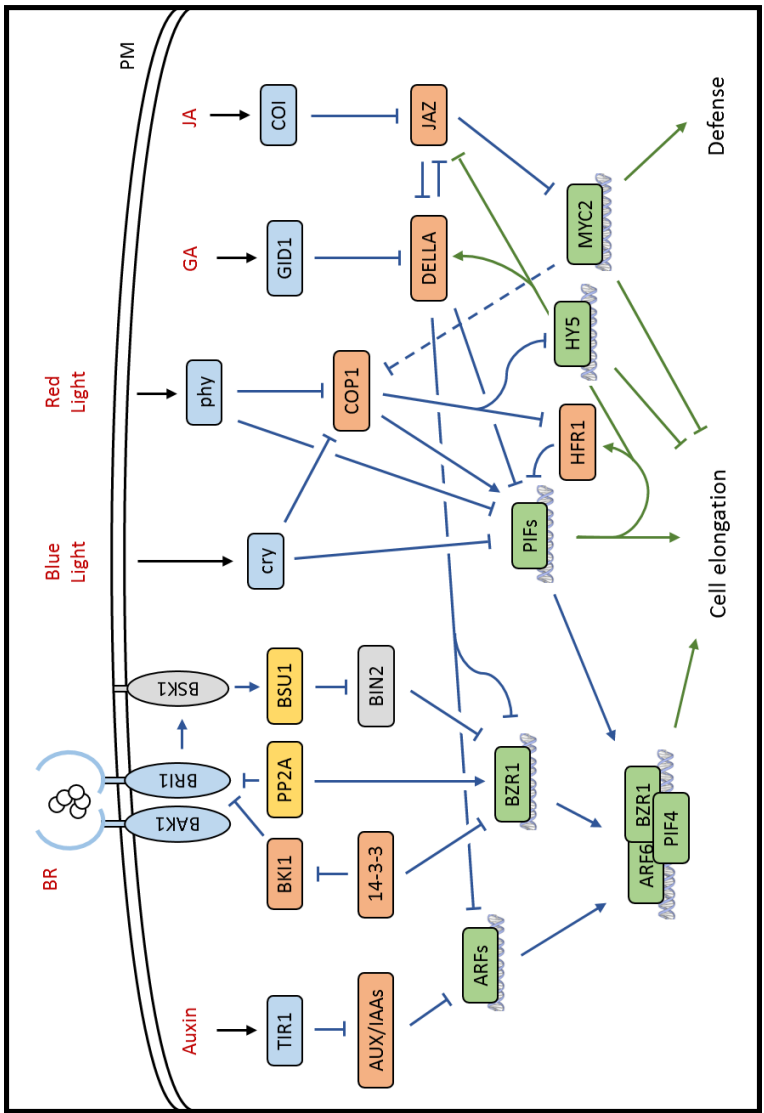 BR
Blue
Light
Red
Light
PM
Auxin
GA
JA
BAK1
BRI1
BSK1
phy
TIR1
BKI1
PP2A
BSU1
cry
GID1
COI
COP1
AUX/IAAs
14-3-3
BIN2
DELLA
JAZ
ARFs
BZR1
PIFs
HFR1
HY5
MYC2
ARF6
BZR1
PIF4
Cell elongation
Defense